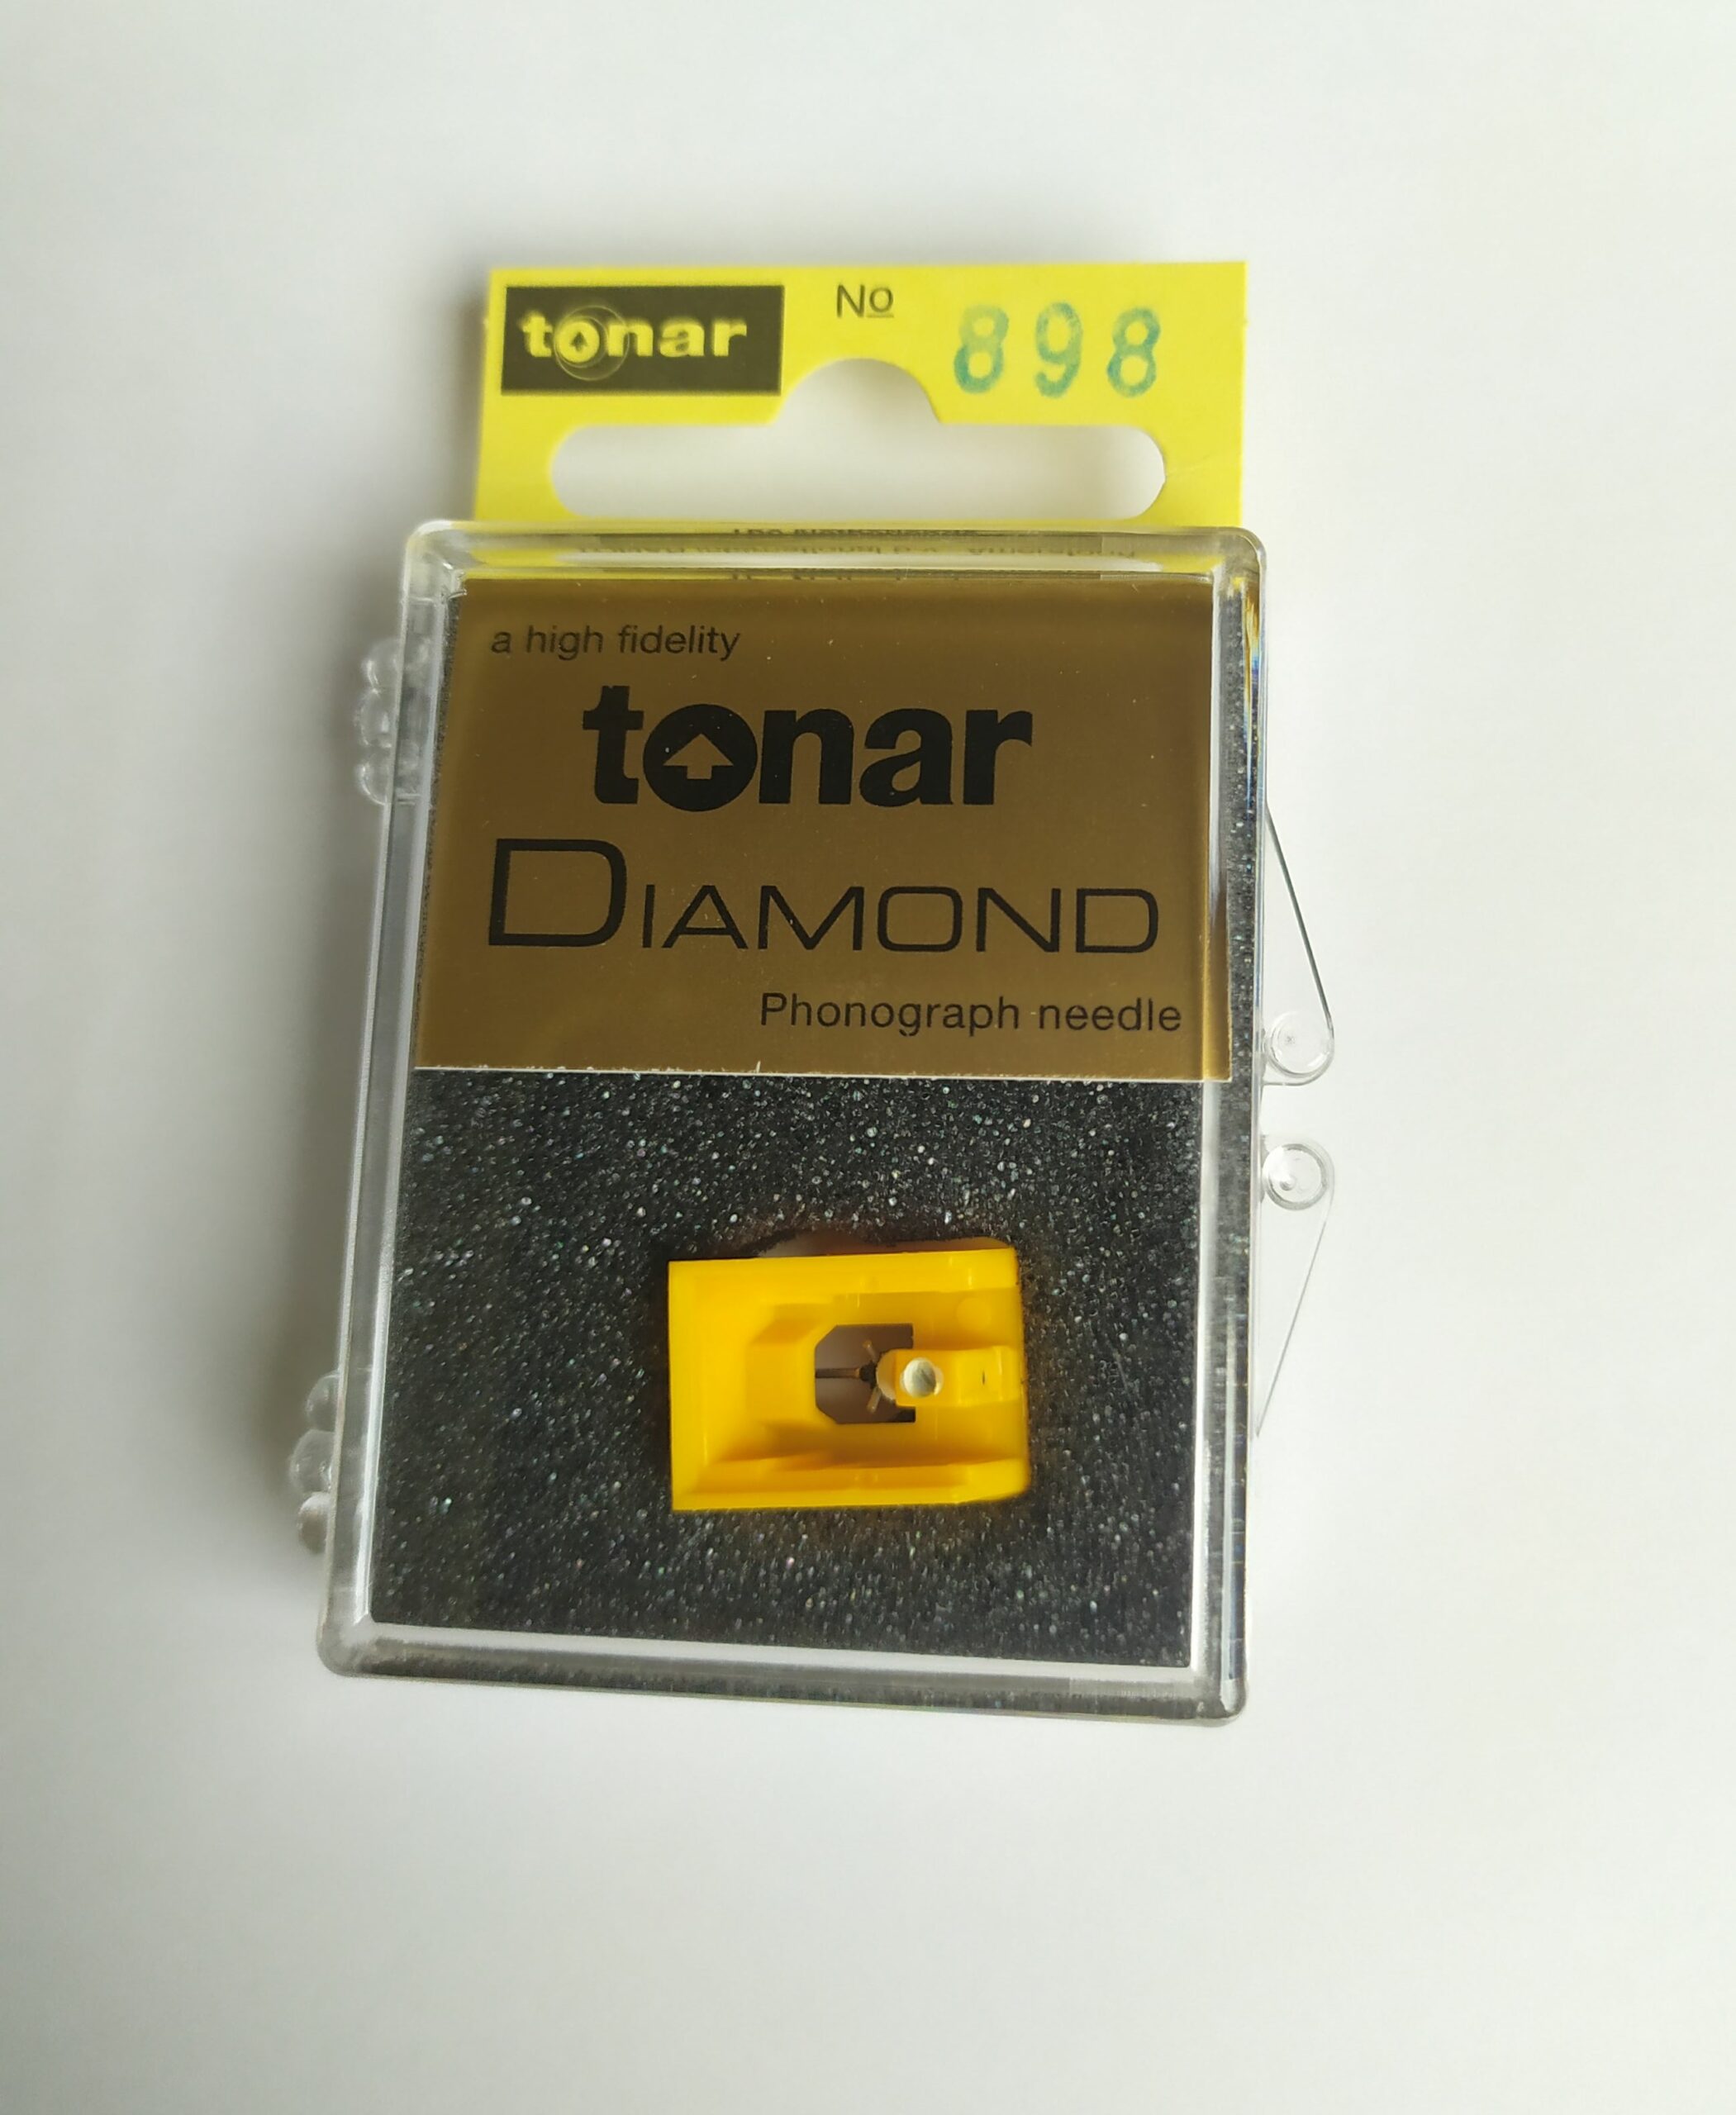 tonar
No 898
a high fidelity
tonar
DIAMOND
Phonograph needle